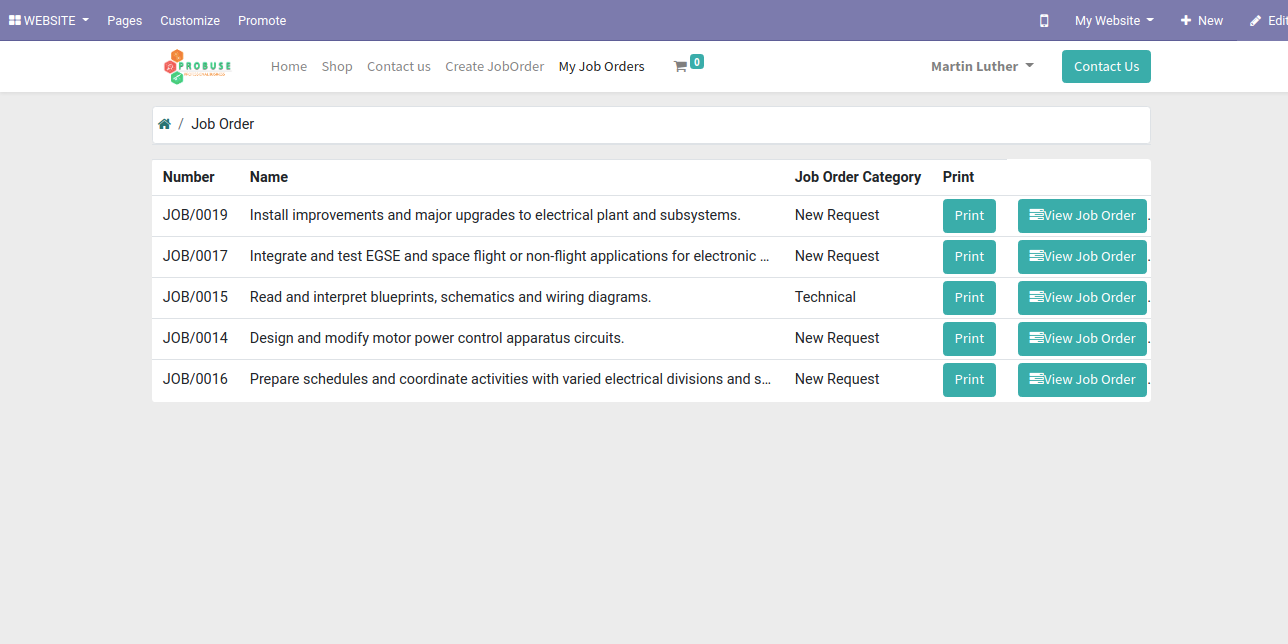 WEBSITE Pages Customize Promote My Website New Edit
PROBUSE Home Shop Contact us Create JobOrder My Job Orders 0 Martin Luther Contact Us
/ Job Order
Number Name Job Order Category Print
JOB/0019 Install improvements and major upgrades to electrical plant and subsystems. New Request Print View Job Order .
JOB/0017 Integrate and test EGSE and space flight or non-flight applications for electronic ... New Request Print View Job Order .
JOB/0015 Read and interpret blueprints, schematics and wiring diagrams. Technical Print View Job Order .
JOB/0014 Design and modify motor power control apparatus circuits. New Request Print View Job Order .
JOB/0016 Prepare schedules and coordinate activities with varied electrical divisions and s... New Request Print View Job Order .